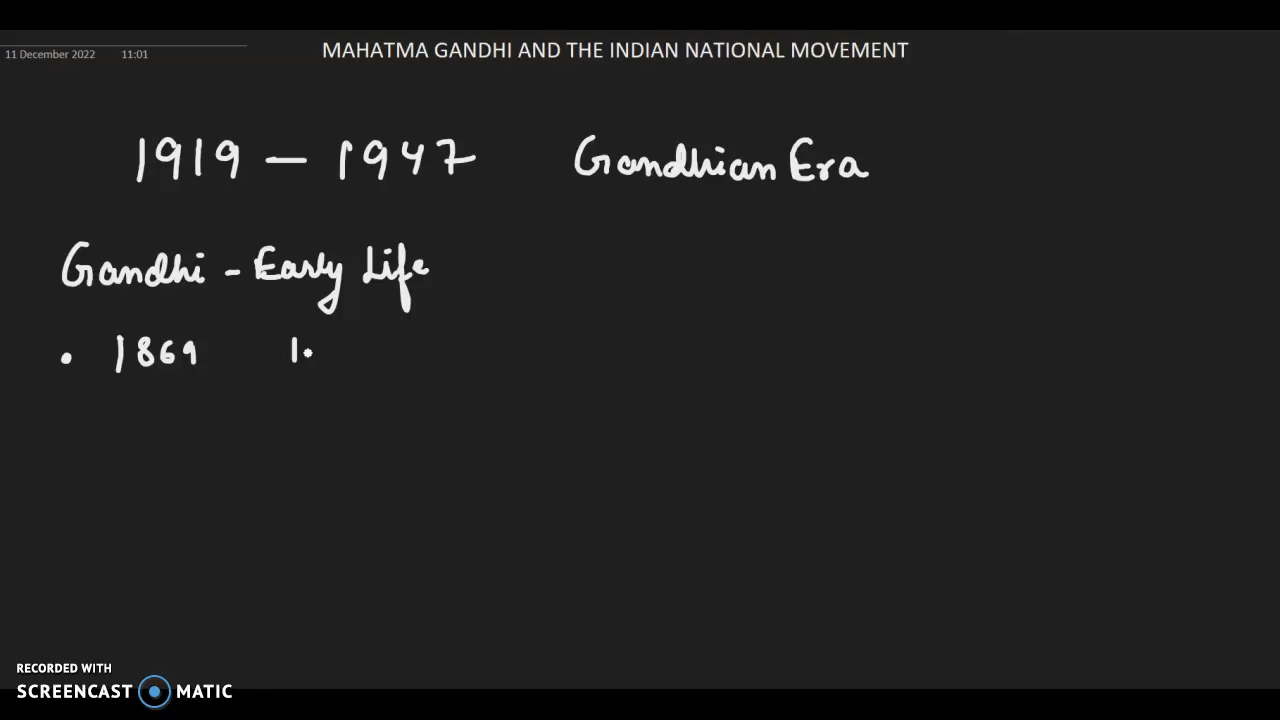 11 December 2022 11:01
MAHATMA GANDHI AND THE INDIAN NATIONAL MOVEMENT
1919 — 1947 Gandhian Era
Gandhi - Early Life
• 1869
RECORDED WITH
SCREENCAST MATIC